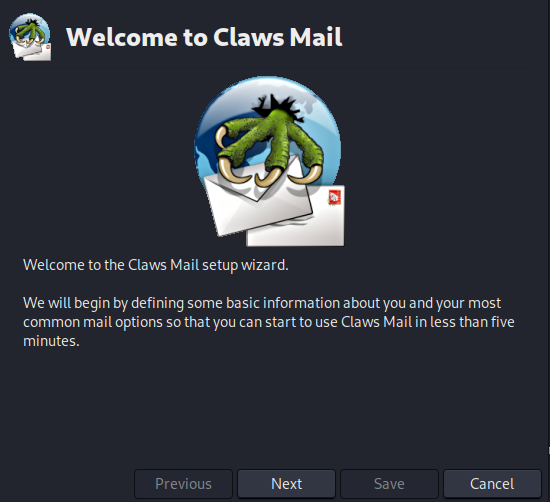 Welcome to Claws Mail
Welcome to the Claws Mail setup wizard.
We will begin by defining some basic information about you and your most
common mail options so that you can start to use Claws Mail in less than five
minutes.
Previous
Next
Save
Cancel